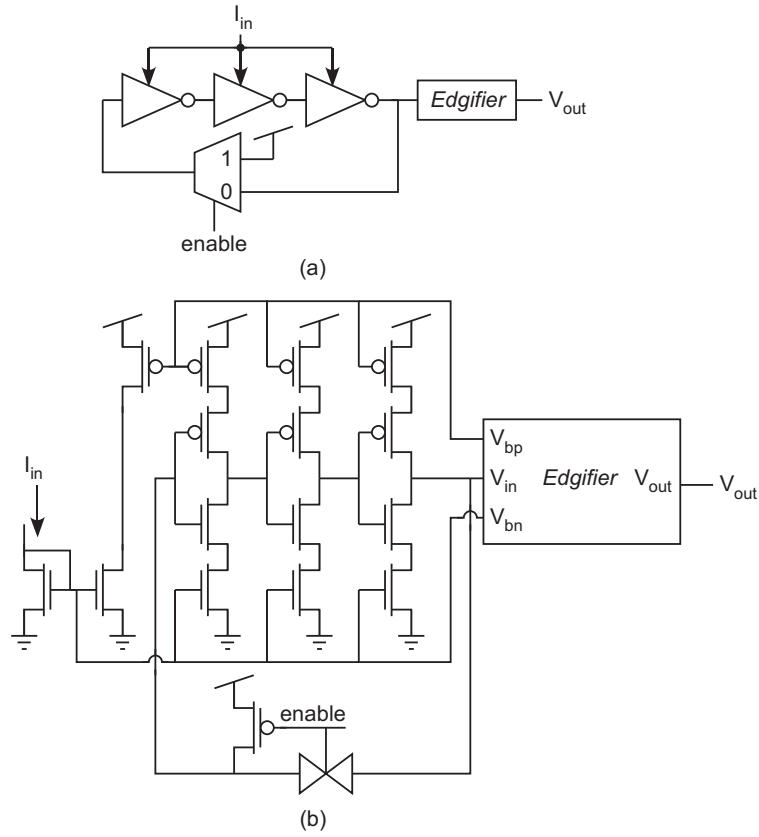 I_in
Edgifier
V_out
1
0
enable
(a)
V_bp
I_in
V_in Edgifier V_out
V_out
V_bn
enable
(b)